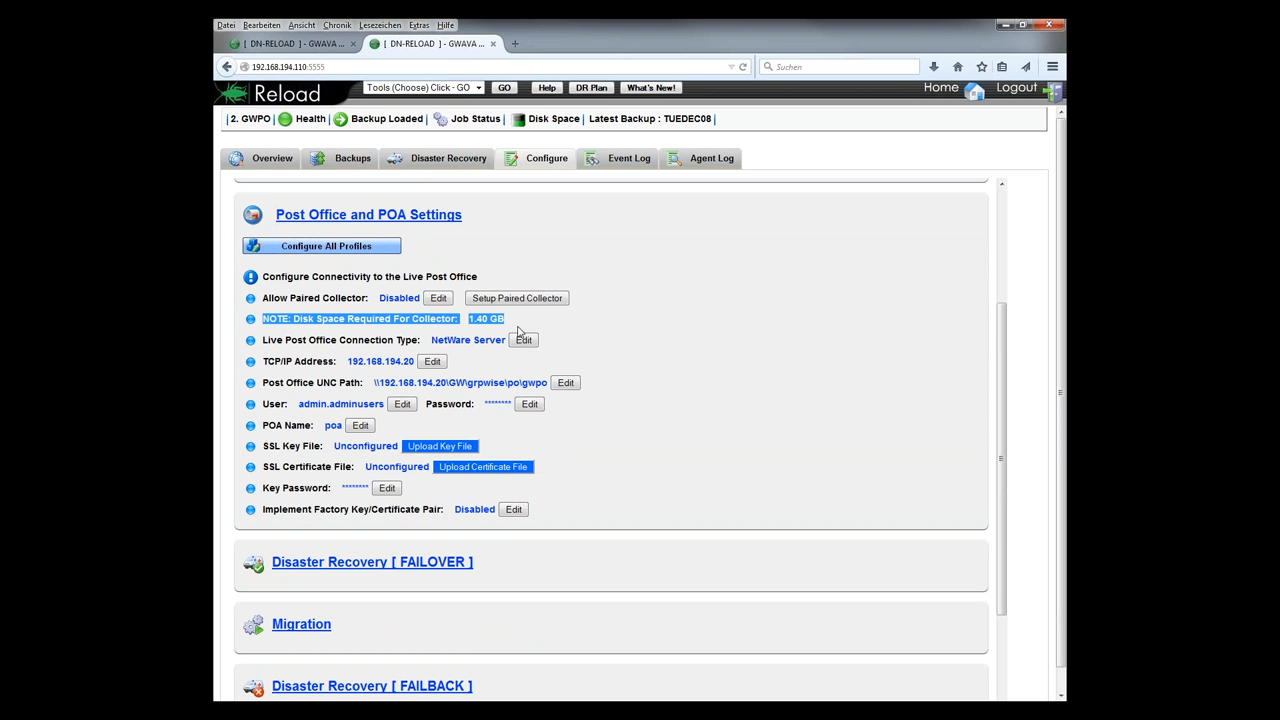 Datei Bearbeiten Ansicht Chronik Lesezeichen Extras Hilfe
[ DN-RELOAD ] - GWAVA ... × [ DN-RELOAD ] - GWAVA ... × +
192.168.194.110:5555 Suchen
Reload Tools (Choose) Click - GO GO Help DR Plan What's New! Home Logout
2. GWPO Health Backup Loaded Job Status Disk Space Latest Backup : TUEDEC08
Overview Backups Disaster Recovery Configure Event Log Agent Log
Post Office and POA Settings
Configure All Profiles
Configure Connectivity to the Live Post Office
Allow Paired Collector: Disabled Edit Setup Paired Collector
NOTE: Disk Space Required For Collector: 1.40 GB
Live Post Office Connection Type: NetWare Server Edit
TCP/IP Address: 192.168.194.20 Edit
Post Office UNC Path: \\192.168.194.20\GW\grpwise\po\gwpo Edit
User: admin.adminusers Edit Password: ******** Edit
POA Name: poa Edit
SSL Key File: Unconfigured Upload Key File
SSL Certificate File: Unconfigured Upload Certificate File
Key Password: ******** Edit
Implement Factory Key/Certificate Pair: Disabled Edit
Disaster Recovery [ FAILOVER ]
Migration
Disaster Recovery [ FAILBACK ]